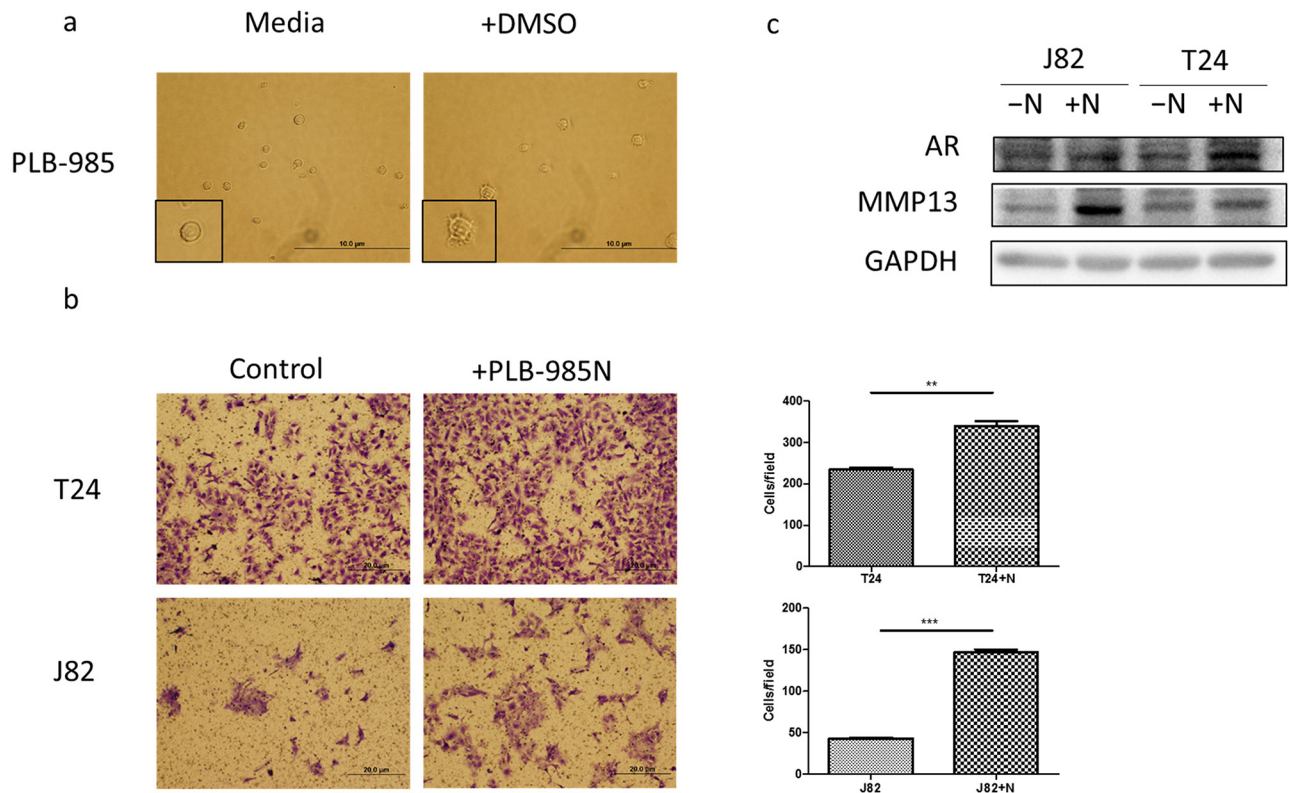 a
Media
+DMSO
PLB-985
10.0 µm
10.0 µm
b
Control
+PLB-985N
T24
20.0 µm
20.0 µm
J82
20.0 µm
20.0 µm
c
J82
T24
−N
+N
−N
+N
AR
MMP13
GAPDH
**
400
300
200
100
0
Cells/field
T24
T24+N
***
200
150
100
50
0
Cells/field
J82
J82+N